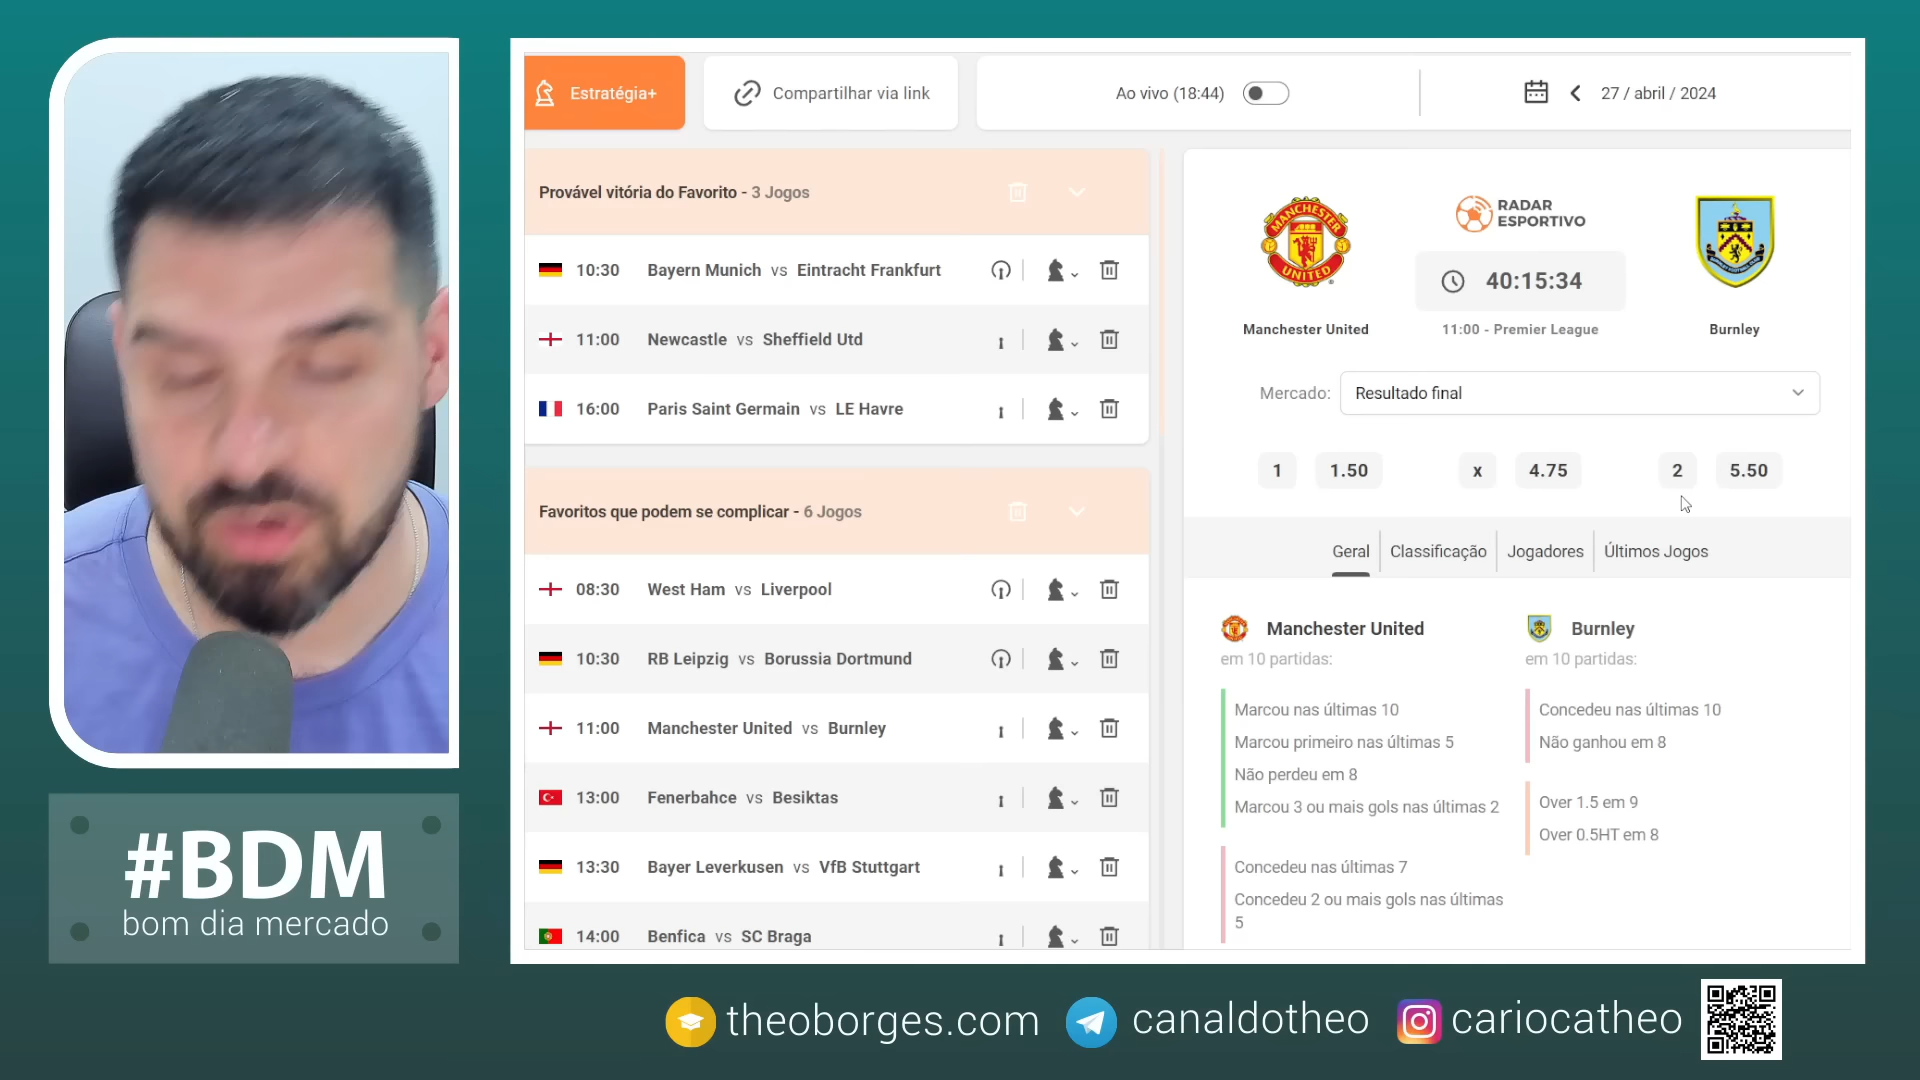 Estratégia+
Compartilhar via link
Ao vivo (18:44)
27 / abril / 2024
Provável vitória do Favorito - 3 Jogos
10:30 Bayern Munich vs Eintracht Frankfurt
11:00 Newcastle vs Sheffield Utd
16:00 Paris Saint Germain vs LE Havre
Favoritos que podem se complicar - 6 Jogos
08:30 West Ham vs Liverpool
10:30 RB Leipzig vs Borussia Dortmund
11:00 Manchester United vs Burnley
13:00 Fenerbahce vs Besiktas
13:30 Bayer Leverkusen vs VfB Stuttgart
14:00 Benfica vs SC Braga
MANCHESTER
UNITED
RADAR
ESPORTIVO
40:15:34
Manchester United
11:00 - Premier League
Burnley
Mercado: Resultado final
1 1.50 x 4.75 2 5.50
Geral Classificação Jogadores Últimos Jogos
Manchester United
em 10 partidas:
Marcou nas últimas 10
Marcou primeiro nas últimas 5
Não perdeu em 8
Marcou 3 ou mais gols nas últimas 2
Concedeu nas últimas 7
Concedeu 2 ou mais gols nas últimas
5
Burnley
em 10 partidas:
Concedeu nas últimas 10
Não ganhou em 8
Over 1.5 em 9
Over 0.5HT em 8
#BDM
bom dia mercado
theoborges.com
canaldotheo
cariocatheo